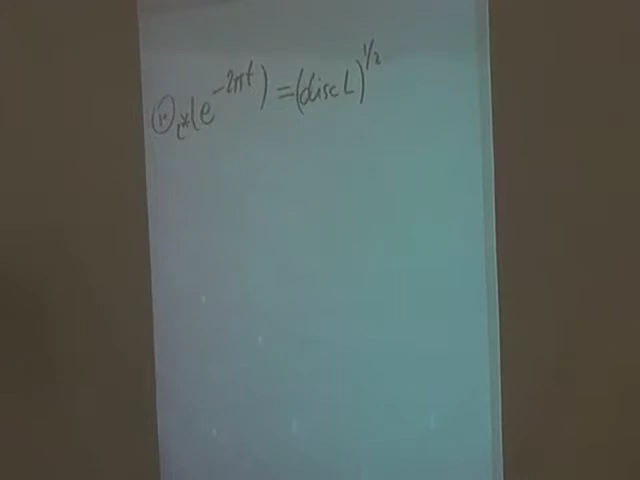 Θ_{L*}(e^{-2πt}) = (disc L)^{1/2}